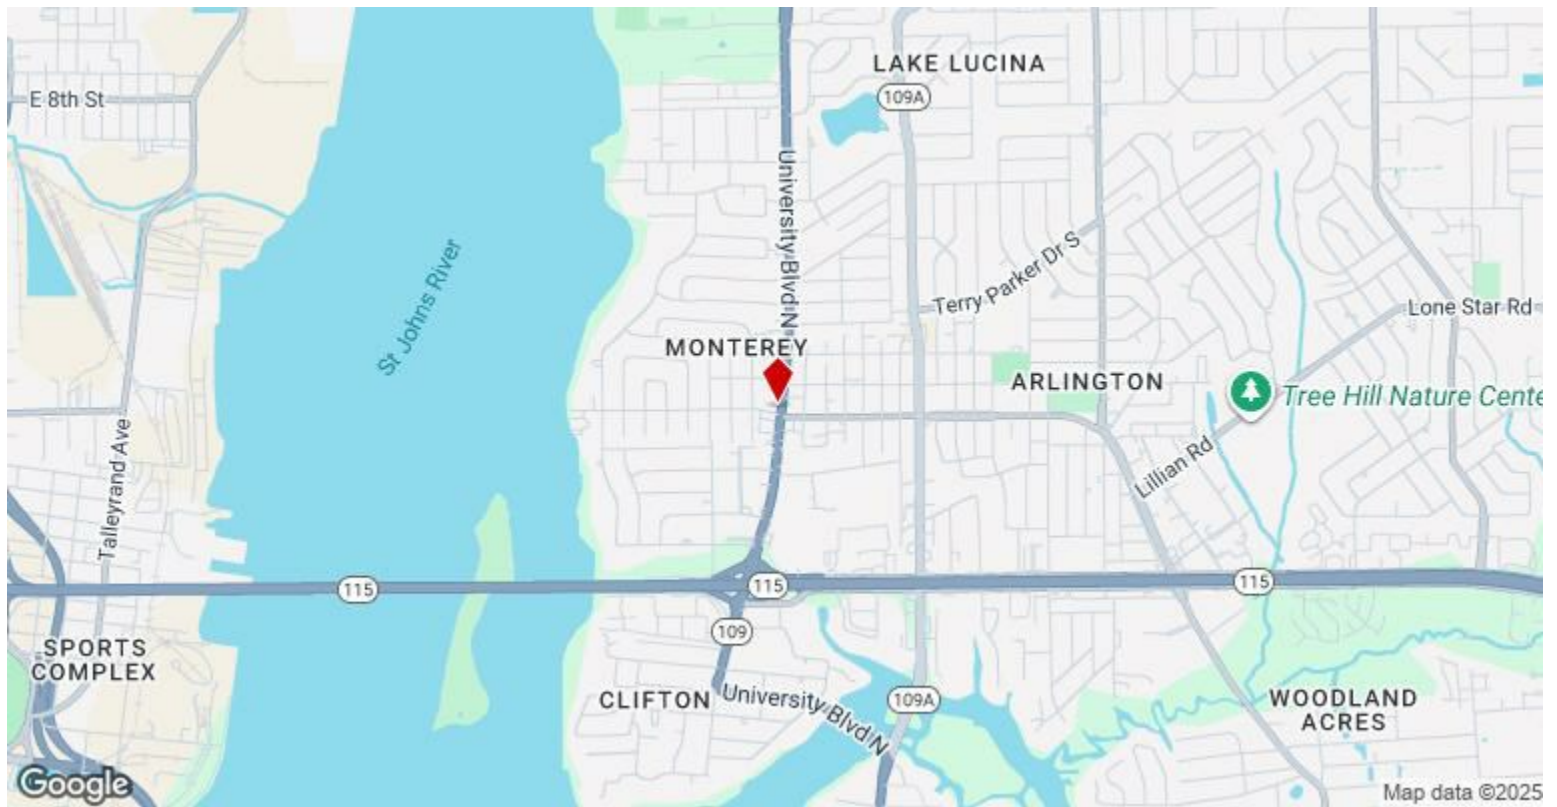 LAKE LUCINA
109A
E 8th St
University Blvd N
Terry Parker Dr S
St Johns River
Lone Star Rd
MONTEREY
ARLINGTON
Tree Hill Nature Cente
Talleyrand Ave
Lillian Rd
115
115
115
109
SPORTS
COMPLEX
CLIFTON
University Blvd N
109A
WOODLAND
ACRES
Google
Map data ©2025